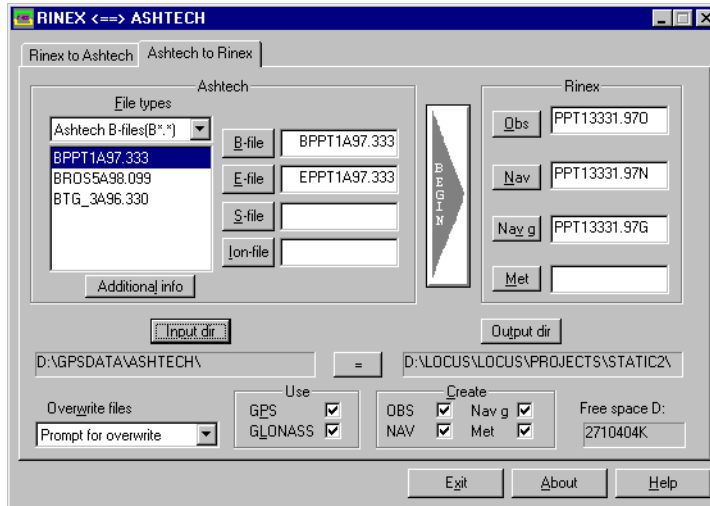 RINEX <==> ASHTECH
Rinex to Ashtech
Ashtech to Rinex
Ashtech
File types
Ashtech B-files(B*.*)
BPPT1A97.333
BROS5A98.099
BTG_3A96.330
Additional info
B-file
BPPT1A97.333
E-file
EPPT1A97.333
S-file
Ion-file
BEGIN
Rinex
Obs
PPT13331.97O
Nav
PPT13331.97N
Nav g
PPT13331.97G
Met
Input dir
Output dir
D:\GPSDATA\ASHTECH\
=
D:\LOCUS\LOCUS\PROJECTS\STATIC2\
Overwrite files
Prompt for overwrite
Use
GPS
GLONASS
Create
OBS
Nav g
NAV
Met
Free space D:
2710404K
Exit
About
Help